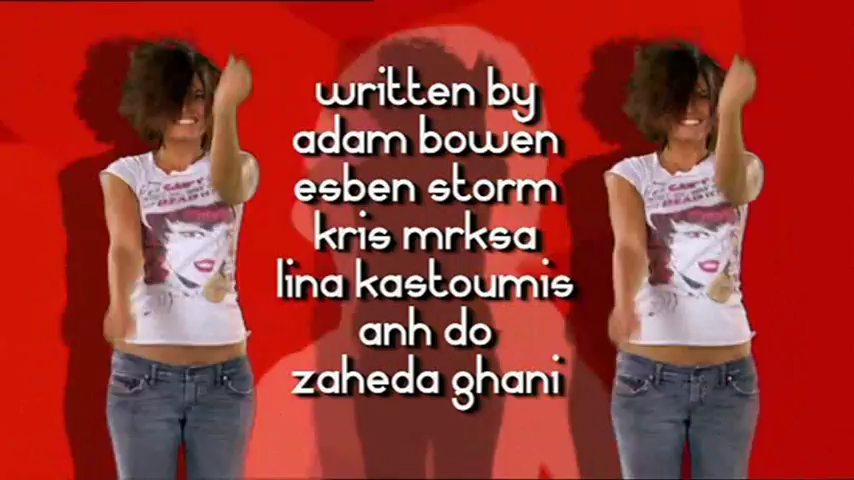 written by
adam bowen
esben storm
kris mrksa
lina kastoumis
anh do
zaheda ghani